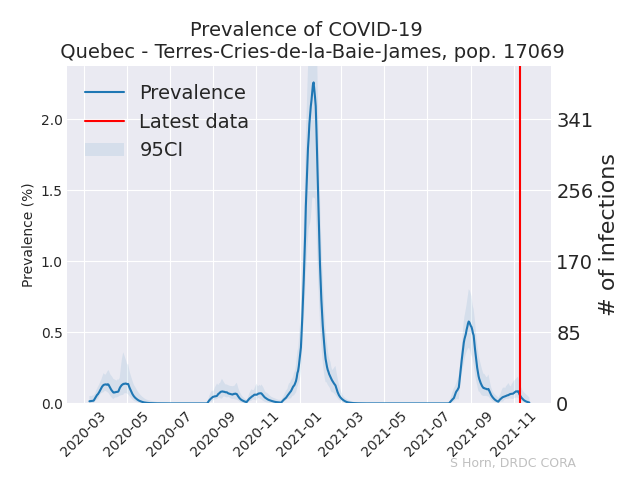 Prevalence of COVID-19
Quebec - Terres-Cries-de-la-Baie-James, pop. 17069
Prevalence
Latest data
95CI
Prevalence (%)
2.0
1.5
1.0
0.5
0.0
341
256
170
85
0
# of infections
2020-03
2020-05
2020-07
2020-09
2020-11
2021-01
2021-03
2021-05
2021-07
2021-09
2021-11
S Horn, DRDC CORA